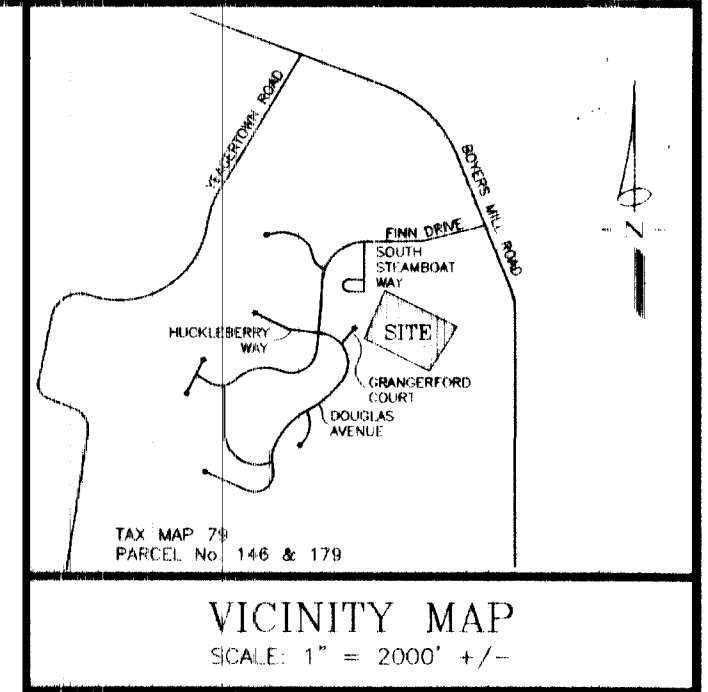 YEAGERTOWN ROAD
BOYERS MILL ROAD
FINN DRIVE
SOUTH
STEAMBOAT
WAY
N
HUCKLEBERRY
WAY
SITE
GRANGERFORD
COURT
DOUGLAS
AVENUE
TAX MAP 79
PARCEL No. 146 & 179
VICINITY MAP
SCALE: 1" = 2000' +/-